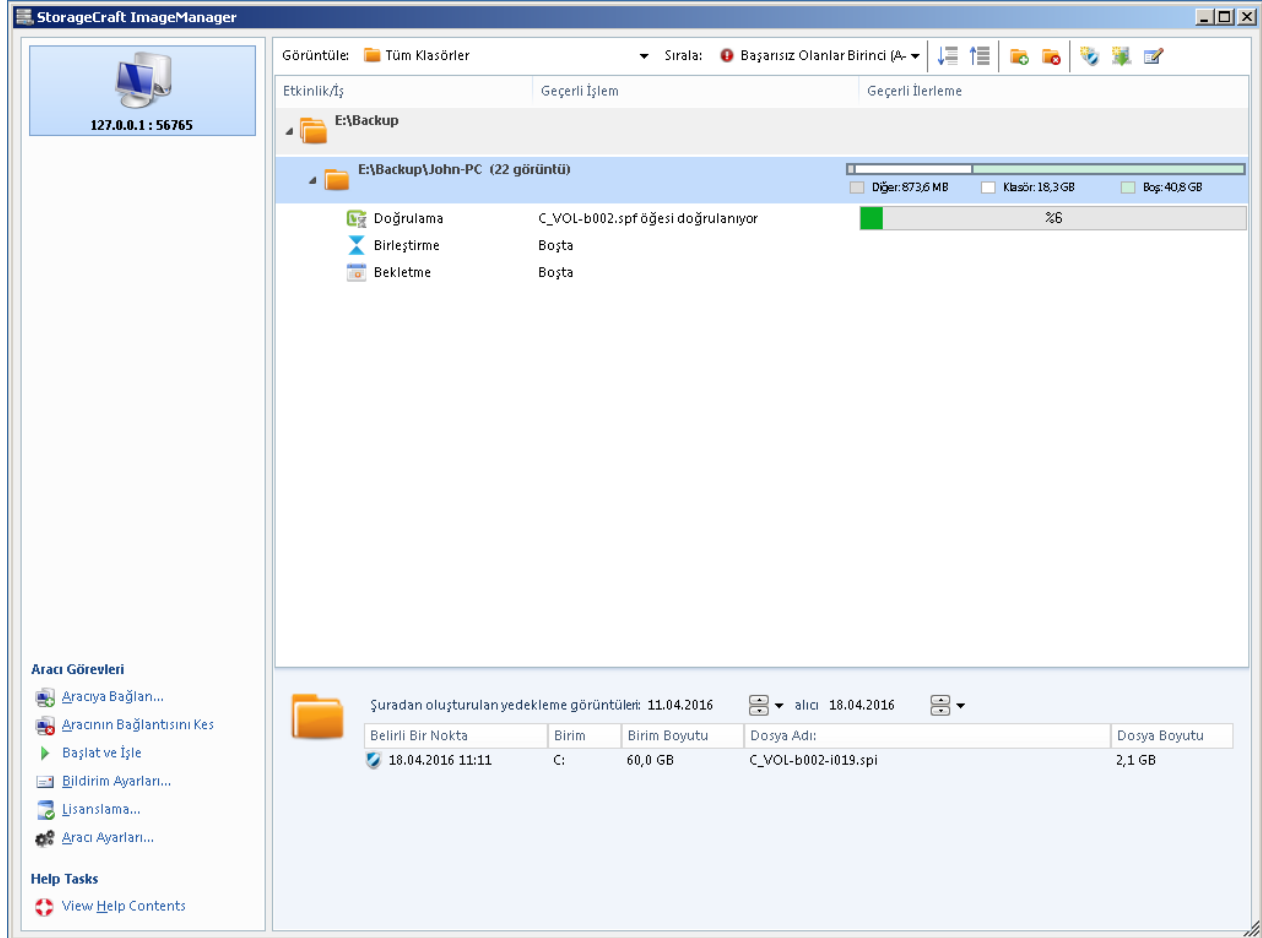 StorageCraft ImageManager
127.0.0.1 : 56765
Görüntüle: Tüm Klasörler Sırala: Başarısız Olanlar Birinci (A-
Etkinlik/İş Geçerli İşlem Geçerli İlerleme
E:\Backup
E:\Backup\John-PC (22 görüntü)
Diğer: 873,6 MB Klasör: 18,3 GB Boş: 40,8 GB
Doğrulama C_VOL-b002.spf öğesi doğrulanıyor %6
Birleştirme Boşta
Bekletme Boşta
Aracı Görevleri
Aracıya Bağlan...
Aracının Bağlantısını Kes
Başlat ve İşle
Bildirim Ayarları...
Lisanslama...
Aracı Ayarları...
Help Tasks
View Help Contents
Şuradan oluşturulan yedekleme görüntüleri: 11.04.2016 alıcı 18.04.2016
Belirli Bir Nokta Birim Birim Boyutu Dosya Adı: Dosya Boyutu
18.04.2016 11:11 C: 60,0 GB C_VOL-b002-i019.spi 2,1 GB